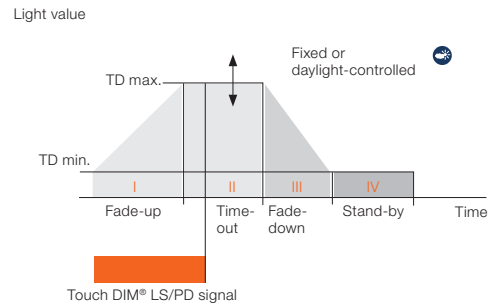 Light value
Fixed or
daylight-controlled
TD max.
TD min.
I
II
III
IV
Fade-up
Time-
out
Fade-
down
Stand-by
Time
Touch DIM® LS/PD signal